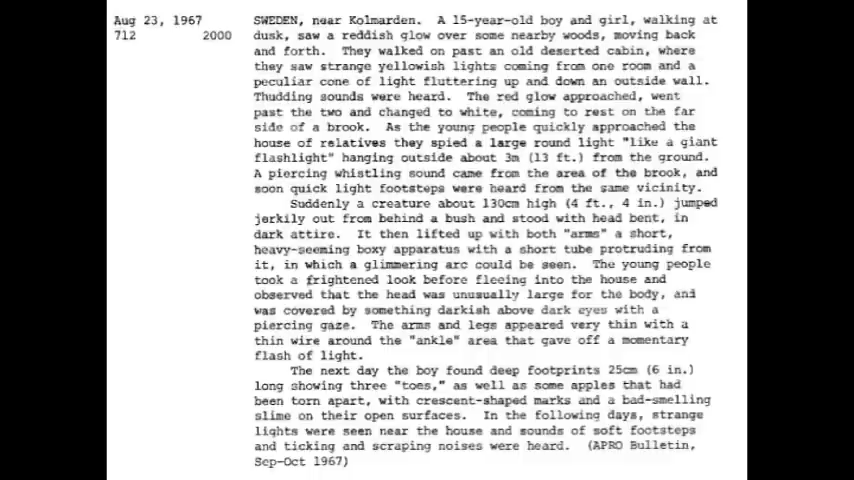 Aug 23, 1967 SWEDEN, near Kolmarden. A 15-year-old boy and girl, walking at
712 2000 dusk, saw a reddish glow over some nearby woods, moving back
and forth. They walked on past an old deserted cabin, where
they saw strange yellowish lights coming from one room and a
peculiar cone of light fluttering up and down an outside wall.
Thudding sounds were heard. The red glow approached, went
past the two and changed to white, coming to rest on the far
side of a brook. As the young people quickly approached the
house of relatives they spied a large round light "like a giant
flashlight" hanging outside about 3m (13 ft.) from the ground.
A piercing whistling sound came from the area of the brook, and
soon quick light footsteps were heard from the same vicinity.
Suddenly a creature about 130cm high (4 ft., 4 in.) jumped
jerkily out from behind a bush and stood with head bent, in
dark attire. It then lifted up with both "arms" a short,
heavy-seeming boxy apparatus with a short tube protruding from
it, in which a glimmering arc could be seen. The young people
took a frightened look before fleeing into the house and
observed that the head was unusually large for the body, and
was covered by something darkish above dark eyes with a
piercing gaze. The arms and legs appeared very thin with a
thin wire around the "ankle" area that gave off a momentary
flash of light.
The next day the boy found deep footprints 25cm (6 in.)
long showing three "toes," as well as some apples that had
been torn apart, with crescent-shaped marks and a bad-smelling
slime on their open surfaces. In the following days, strange
lights were seen near the house and sounds of soft footsteps
and ticking and scraping noises were heard. (APRO Bulletin,
Sep-Oct 1967)